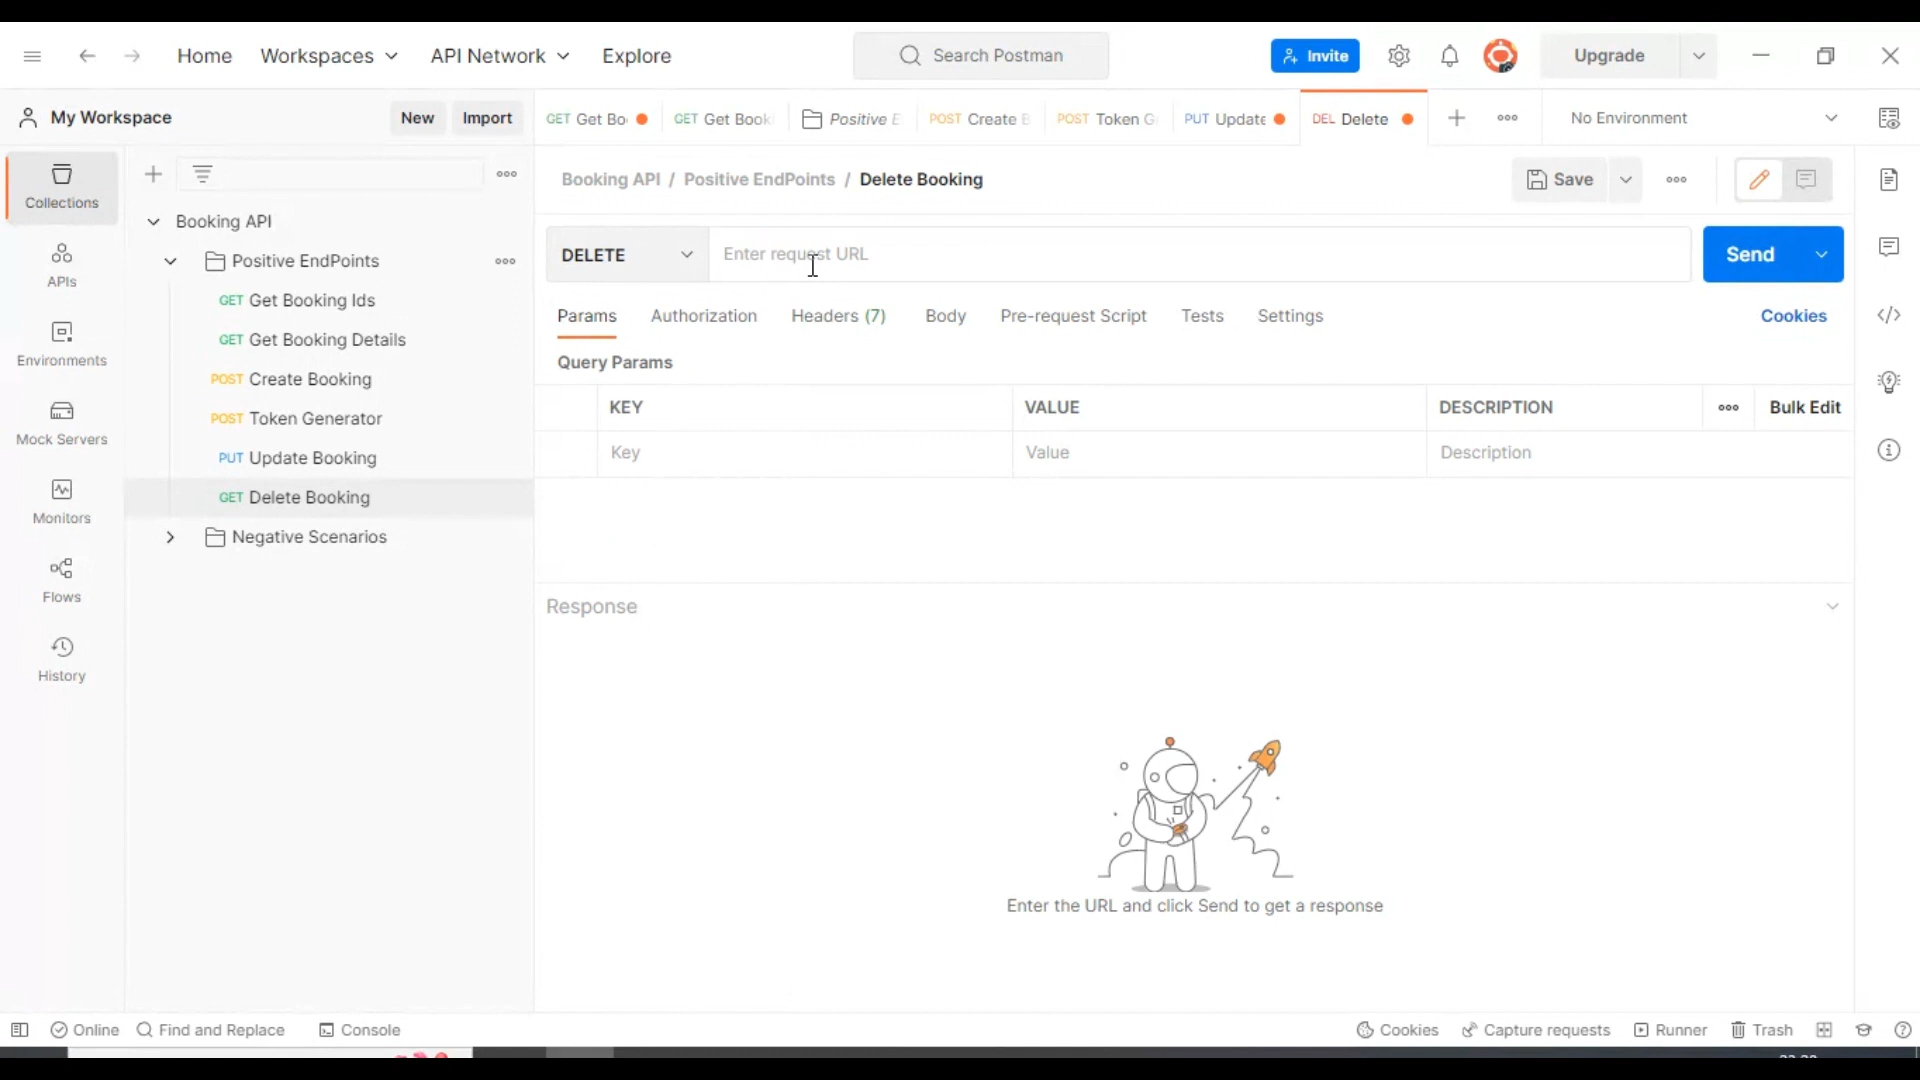 Home
Workspaces
API Network
Explore
Search Postman
Invite
Upgrade
My Workspace
New
Import
GET Get Bo
GET Get Book
Positive E
POST Create B
POST Token G
PUT Update
DEL Delete
No Environment
Collections
APIs
Environments
Mock Servers
Monitors
Flows
History
Booking API
Positive EndPoints
GET Get Booking Ids
GET Get Booking Details
POST Create Booking
POST Token Generator
PUT Update Booking
GET Delete Booking
Negative Scenarios
Booking API / Positive EndPoints / Delete Booking
Save
DELETE
Enter request URL
Send
Params
Authorization
Headers (7)
Body
Pre-request Script
Tests
Settings
Cookies
Query Params
KEY
VALUE
DESCRIPTION
Bulk Edit
Key
Value
Description
Response
Enter the URL and click Send to get a response
Online
Find and Replace
Console
Cookies
Capture requests
Runner
Trash